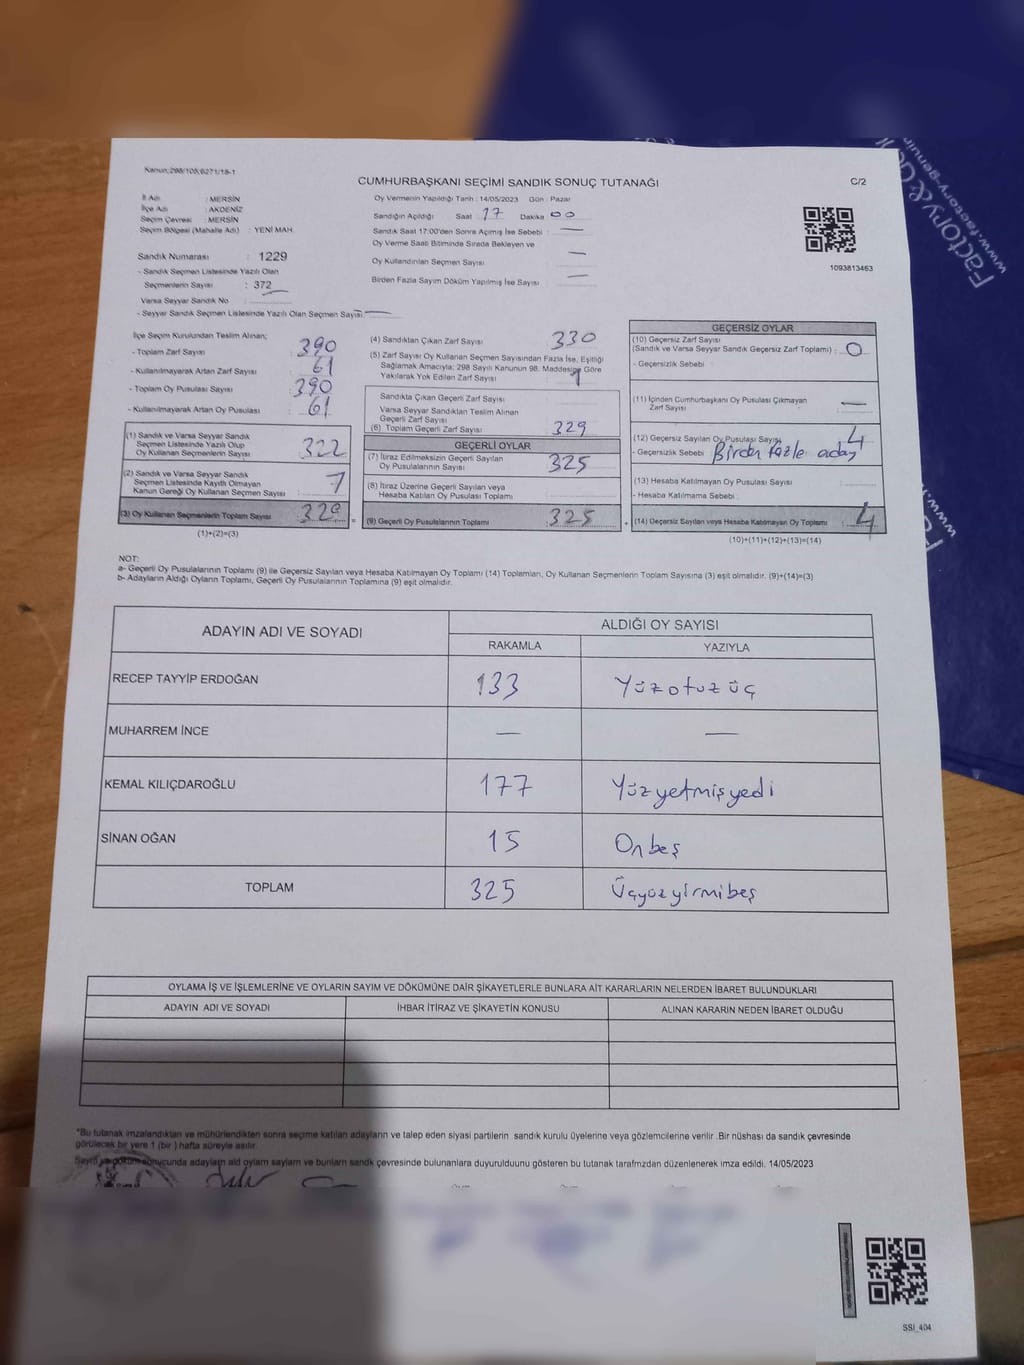 Kanun:298/105;6271/18-1
CUMHURBAŞKANI SEÇİMİ SANDIK SONUÇ TUTANAĞI
C/2
İl Adı : MERSİN
İlçe Adı : AKDENİZ
Seçim Çevresi : MERSİN
Seçim Bölgesi (Mahalle Adı) : YENİ MAH.
Sandık Numarası : 1229
- Sandık Seçmen Listesinde Yazılı Olan
Seçmenlerin Sayısı : 372
Varsa Seyyar Sandık No :
- Seyyar Sandık Seçmen Listesinde Yazılı Olan Seçmen Sayısı: —
Oy Vermenin Yapıldığı Tarih : 14/05/2023 Gün : Pazar
Sandığın Açıldığı Saat 17 Dakika 00
Sandık Saat 17:00'den Sonra Açımış İse Sebebi : —
Oy Verme Saati Bitiminde Sırada Bekleyen ve
Oy Kullandırılan Seçmen Sayısı —
Birden Fazla Sayım Döküm Yapılmış İse Sayısı : —
1093813463
İlçe Seçim Kurulundan Teslim Alınan;
- Toplam Zarf Sayısı : 390
- Kullanılmayarak Artan Zarf Sayısı : 61
- Toplam Oy Pusulası Sayısı : 390
- Kullanılmayarak Artan Oy Pusulası : 61
(1) Sandık ve Varsa Seyyar Sandık
Seçmen Listesinde Yazılı Olup
Oy Kullanan Seçmenlerin Sayısı : 322
(2) Sandık ve Varsa Seyyar Sandık
Seçmen Listesinde Kayıtlı Olmayan
Kanun Gereği Oy Kullanan Seçmen Sayısı : 7
(3) Oy Kullanan Seçmenlerin Toplam Sayısı : 329 =
(1)+(2)=(3)
(4) Sandıktan Çıkan Zarf Sayısı : 330
(5) Zarf Sayısı Oy Kullanan Seçmen Sayısından Fazla İse, Eşitliği
Sağlamak Amacıyla; 298 Sayılı Kanunun 98. Maddesine Göre
Yakılarak Yok Edilen Zarf Sayısı : 1
Sandıkta Çıkan Geçerli Zarf Sayısı :
Varsa Seyyar Sandıktan Teslim Alınan
Geçerli Zarf Sayısı :
(6) Toplam Geçerli Zarf Sayısı : 329
GEÇERLİ OYLAR
(7) İtiraz Edilmeksizin Geçerli Sayılan
Oy Pusulalarının Sayısı : 325
(8) İtiraz Üzerine Geçerli Sayılan veya
Hesaba Katılan Oy Pusulası Toplamı :
(9) Geçerli Oy Pusulalarının Toplamı : 325 +
GEÇERSİZ OYLAR
(10) Geçersiz Zarf Sayısı
(Sandık ve Varsa Seyyar Sandık Geçersiz Zarf Toplamı) : 0
- Geçersizlik Sebebi :
(11) İçinden Cumhurbaşkanı Oy Pusulası Çıkmayan
Zarf Sayısı : —
(12) Geçersiz Sayılan Oy Pusulası Sayısı : 4
- Geçersizlik Sebebi : Birden fazla aday
(13) Hesaba Katılmayan Oy Pusulası Sayısı :
- Hesaba Katılmama Sebebi :
(14) Geçersiz Sayılan veya Hesaba Katılmayan Oy Toplamı : 4
(10)+(11)+(12)+(13)=(14)
NOT:
a- Geçerli Oy Pusulalarının Toplamı (9) ile Geçersiz Sayılan veya Hesaba Katılmayan Oy Toplamı (14) Toplamları, Oy Kullanan Seçmenlerin Toplam Sayısına (3) eşit olmalıdır. (9)+(14)=(3)
b- Adayların Aldığı Oyların Toplamı, Geçerli Oy Pusulalarının Toplamına (9) eşit olmalıdır.
ADAYIN ADI VE SOYADI
ALDIĞI OY SAYISI
RAKAMLA YAZIYLA
RECEP TAYYİP ERDOĞAN 133 Yüzotuzüç
MUHARREM İNCE — —
KEMAL KILIÇDAROĞLU 177 Yüzyetmişyedi
SİNAN OĞAN 15 Onbeş
TOPLAM 325 Üçyüzyirmibeş
OYLAMA İŞ VE İŞLEMLERİNE VE OYLARIN SAYIM VE DÖKÜMÜNE DAİR ŞİKAYETLERLE BUNLARA AİT KARARLARIN NELERDEN İBARET BULUNDUKLARI
ADAYIN ADI VE SOYADI İHBAR İTİRAZ VE ŞİKAYETİN KONUSU ALINAN KARARIN NEDEN İBARET OLDUĞU
*Bu tutanak imzalandıktan ve mühürlendikten sonra seçime katılan adayların ve talep eden siyasi partilerin sandık kurulu üyelerine veya gözlemcilerine verilir .Bir nüshası da sandık çevresinde
görülecek bir yere 1 (bir ) hafta süreyle asılır.
sonucunda adayların ald oyların sayların ve bunların sandk çevresinde bulunanlara duyurulduunu gösteren bu tutanak tarafmzdan düzenlenerek imza edildi. 14/05/2023
SSİ_404
Factory &
www.factory-genuin